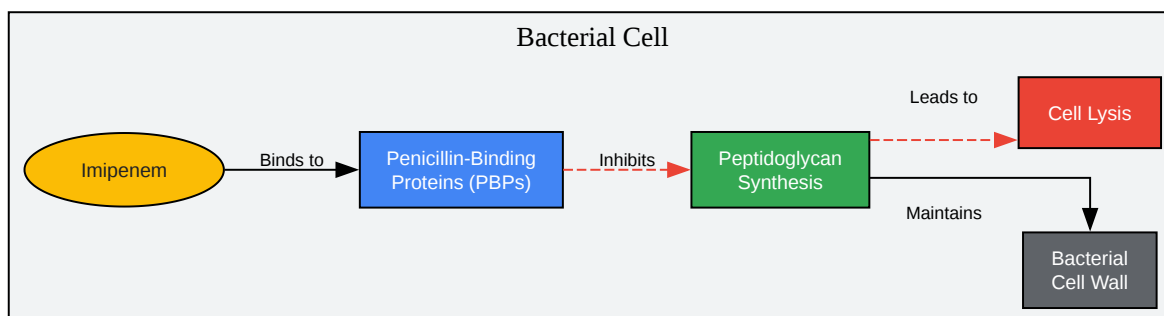 Bacterial Cell
Imipenem
Binds to
Penicillin-Binding
Proteins (PBPs)
Inhibits
Peptidoglycan
Synthesis
Leads to
Cell Lysis
Maintains
Bacterial
Cell Wall